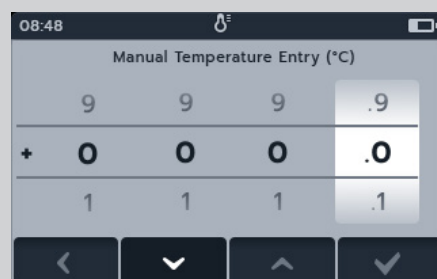 08:48
Manual Temperature Entry (°C)
9 9 9 .9
+ 0 0 0 .0
1 1 1 .1